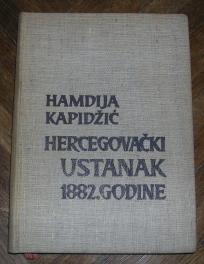 HAMDIJA
KAPIDŽIĆ
HERCEGOVAČKI
USTANAK
1882. GODINE